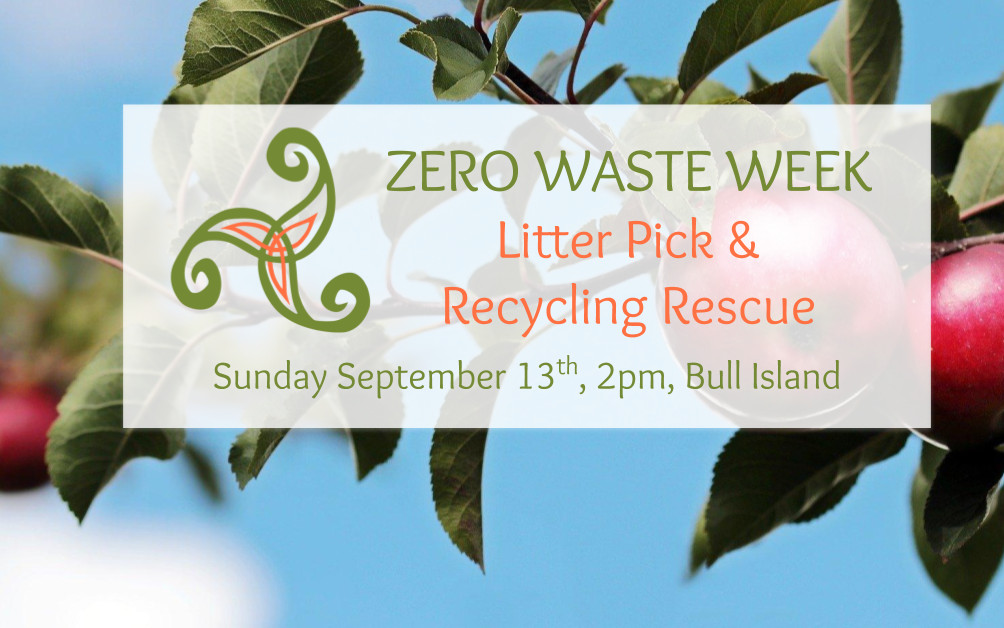 ZERO WASTE WEEK
Litter Pick &
Recycling Rescue
Sunday September 13th, 2pm, Bull Island